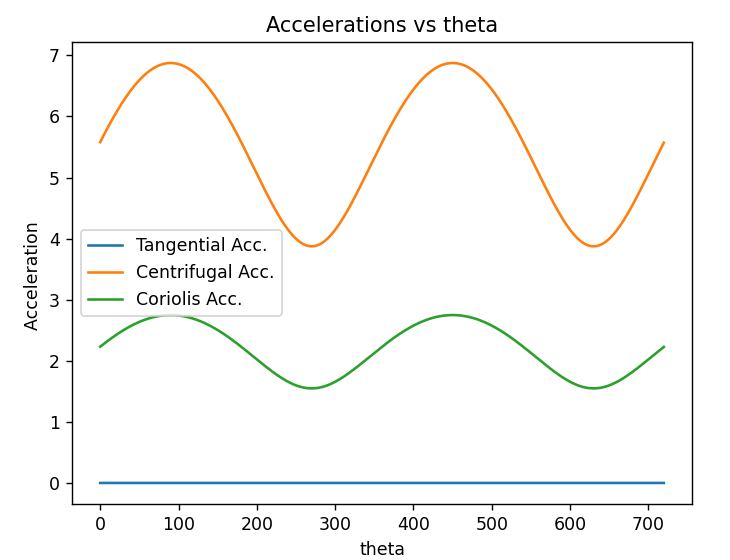 Accelerations vs theta
7
6
5
4
3
2
1
0
Acceleration
Tangential Acc.
Centrifugal Acc.
Coriolis Acc.
0 100 200 300 400 500 600 700
theta